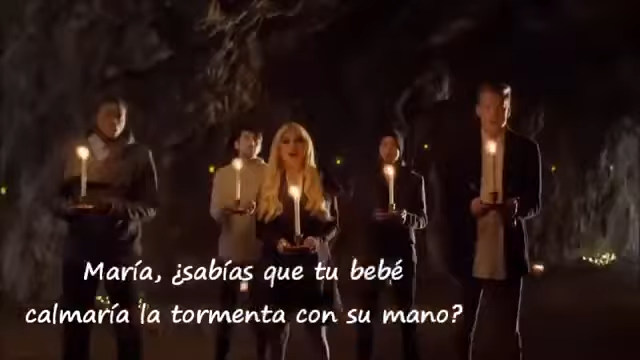 María, ¿sabías que tu bebé
calmaría la tormenta con su mano?